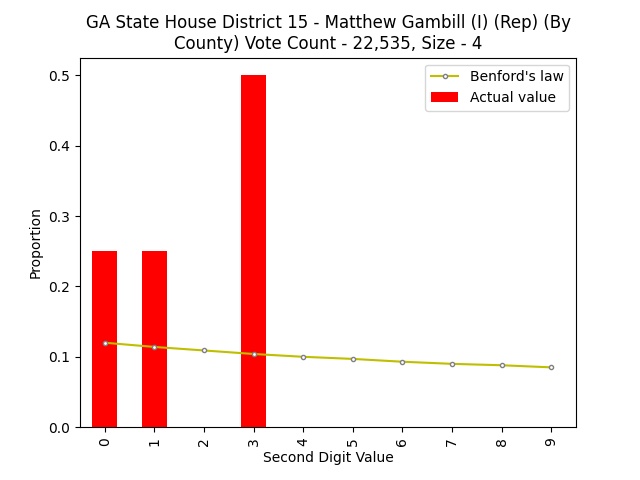 GA State House District 15 - Matthew Gambill (I) (Rep) (By
County) Vote Count - 22,535, Size - 4
Benford's law
Actual value
0.5
0.4
0.3
0.2
0.1
0.0
Proportion
0 1 2 3 4 5 6 7 8 9
Second Digit Value